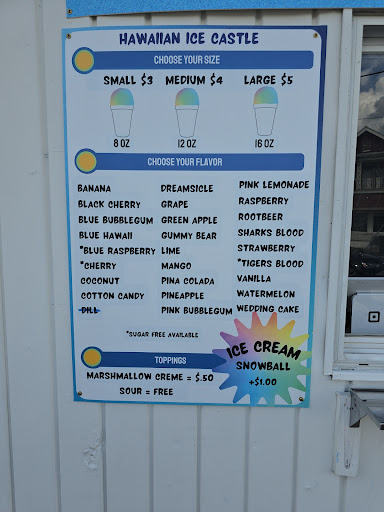 HAWAIIAN ICE CASTLE
CHOOSE YOUR SIZE
SMALL $3 MEDIUM $4 LARGE $5
8 OZ 12 OZ 16 OZ
CHOOSE YOUR FLAVOR
BANANA
BLACK CHERRY
BLUE BUBBLEGUM
BLUE HAWAII
*BLUE RASPBERRY
*CHERRY
COCONUT
COTTON CANDY
DILL
DREAMSICLE
GRAPE
GREEN APPLE
GUMMY BEAR
LIME
MANGO
PINA COLADA
PINEAPPLE
PINK BUBBLEGUM
PINK LEMONADE
RASPBERRY
ROOTBEER
SHARKS BLOOD
STRAWBERRY
*TIGERS BLOOD
VANILLA
WATERMELON
WEDDING CAKE
*SUGAR FREE AVAILABLE
TOPPINGS
MARSHMALLOW CREME = $.50
SOUR = FREE
ICE CREAM
SNOWBALL
+$1.00